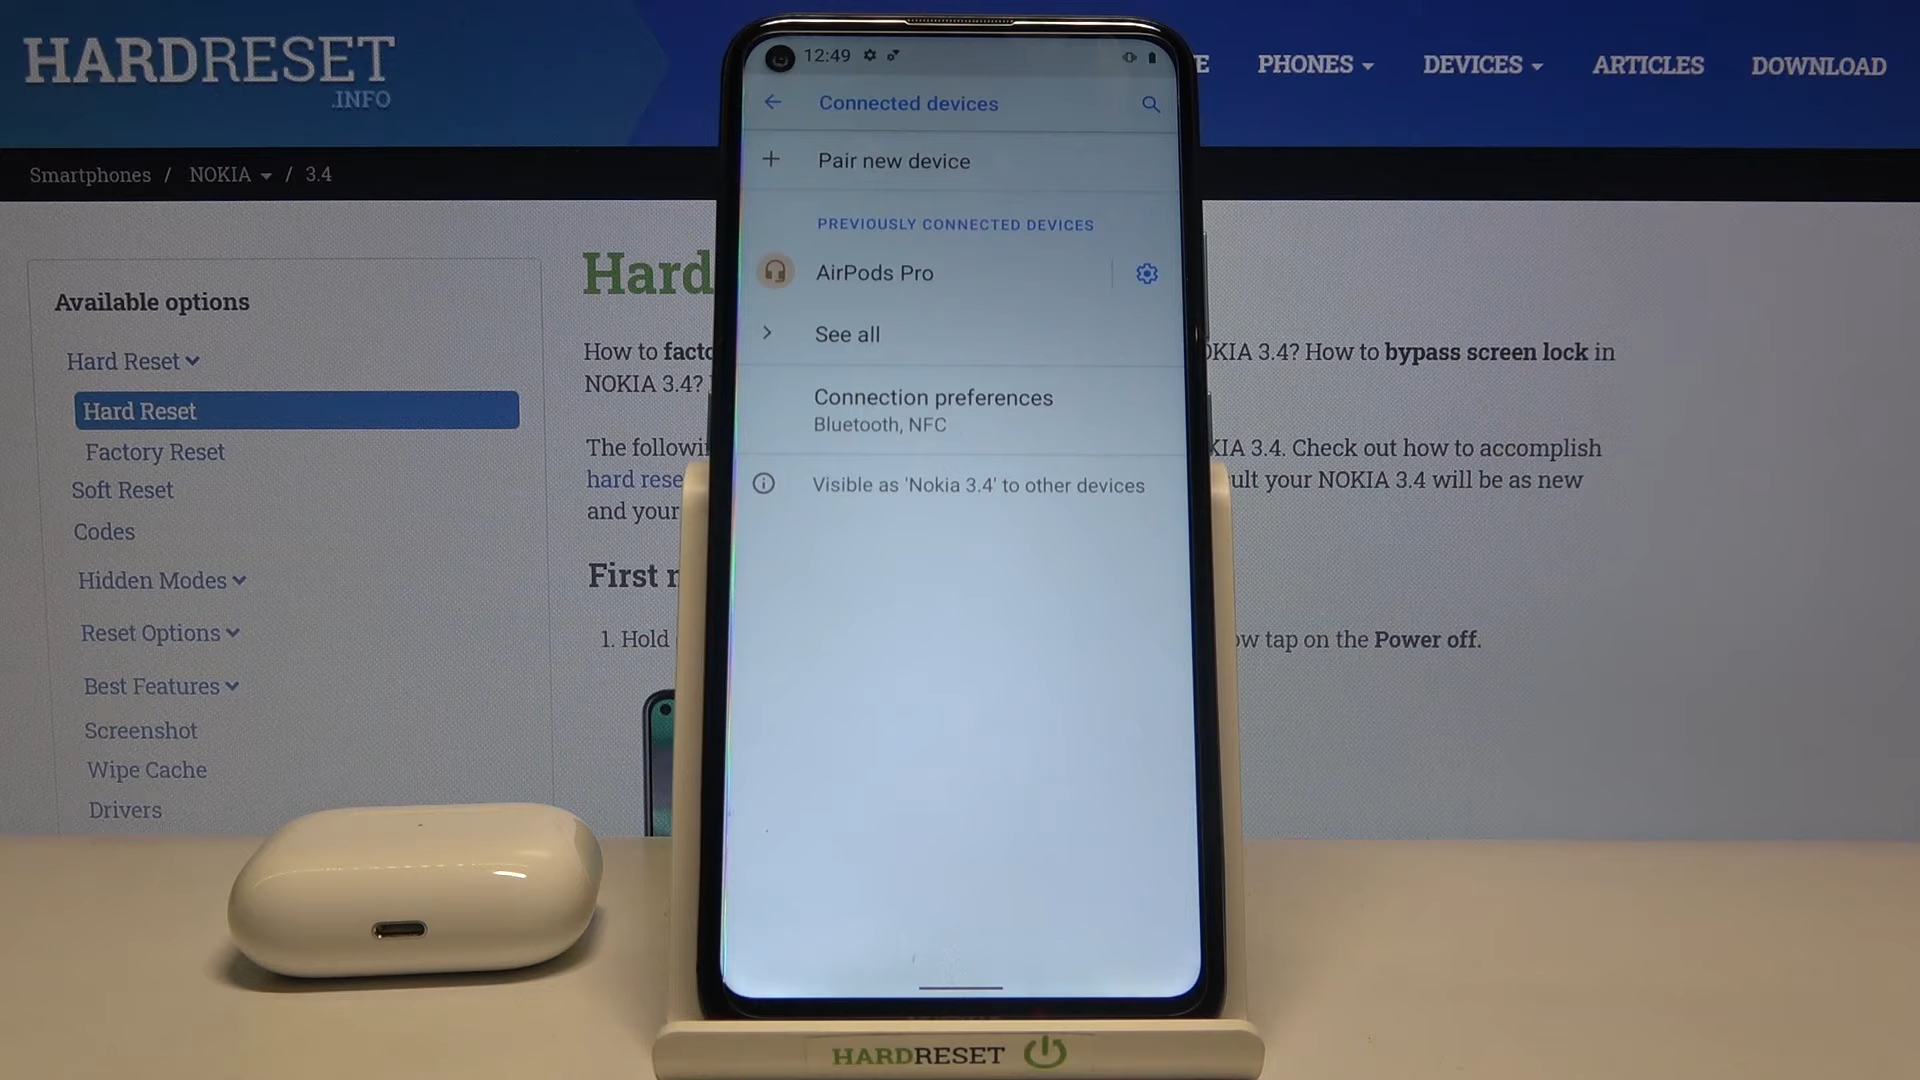 HARDRESET
.INFO
PHONES
DEVICES
ARTICLES
DOWNLOAD
Smartphones / NOKIA / 3.4
Available options
Hard Reset
Hard Reset
Factory Reset
Soft Reset
Codes
Hidden Modes
Reset Options
Best Features
Screenshot
Wipe Cache
Drivers
Hard
How to
NOKIA 3.4? How to bypass screen lock in
NOKIA 3.4?
The
3.4. Check out how to accomplish
hard
your NOKIA 3.4 will be as new
and your
First
1. Hold
tap on the Power off.
12:49
Connected devices
Pair new device
PREVIOUSLY CONNECTED DEVICES
AirPods Pro
See all
Connection preferences
Bluetooth, NFC
Visible as 'Nokia 3.4' to other devices
HARDRESET